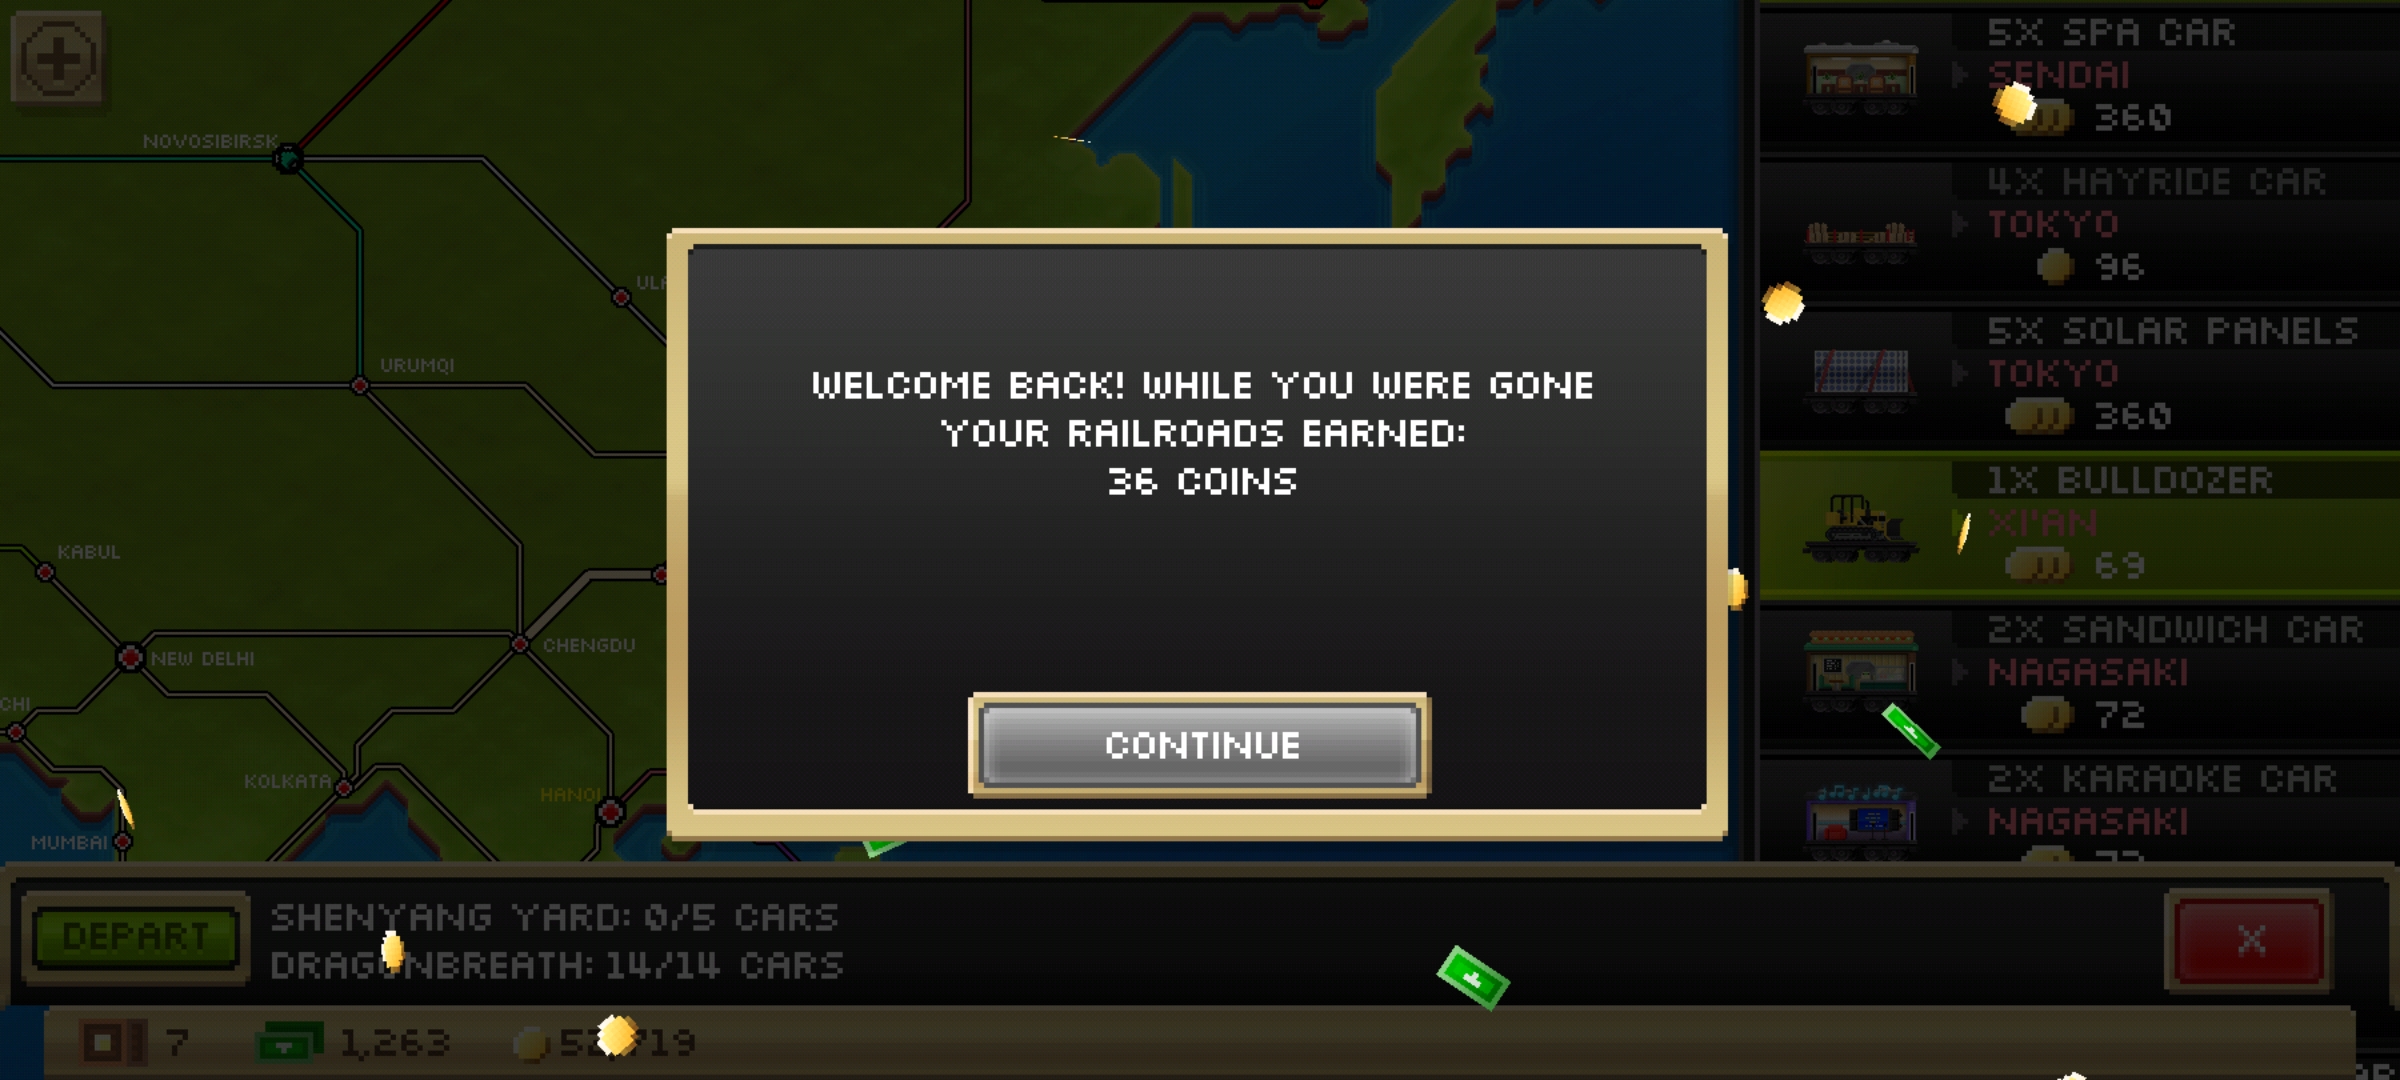 NOVOSIBIRSK
URUMQI
KABUL
NEW DELHI
CHENGDU
CHI
KOLKATA
HANOI
MUMBAI
WELCOME BACK! WHILE YOU WERE GONE
YOUR RAILROADS EARNED:
36 COINS
CONTINUE
5X SPA CAR
SENDAI
360
4X HAYRIDE CAR
TOKYO
96
5X SOLAR PANELS
TOKYO
360
1X BULLDOZER
XI'AN
69
2X SANDWICH CAR
NAGASAKI
72
2X KARAOKE CAR
NAGASAKI
DEPART
SHENYANG YARD: 0/5 CARS
DRAGONBREATH: 14/14 CARS
X
7
1,263